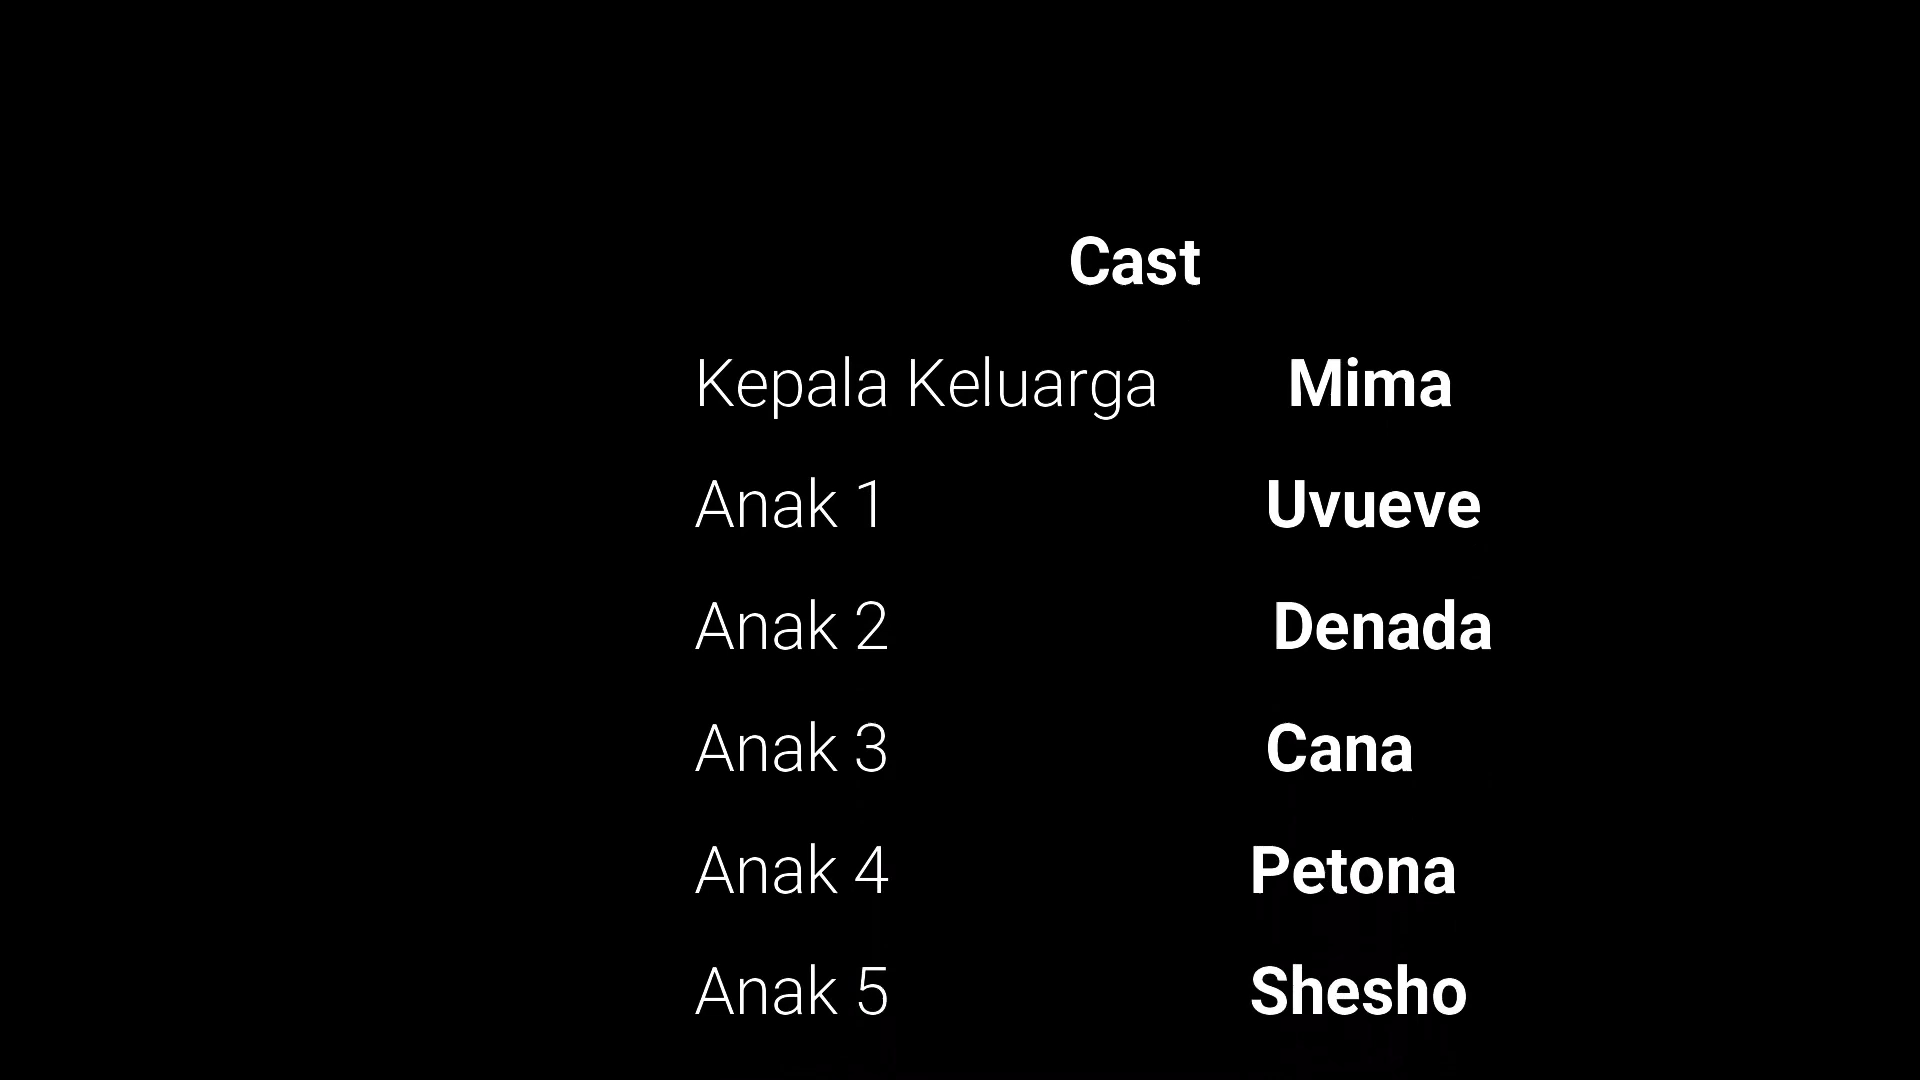 Cast
Kepala Keluarga Mima
Anak 1 Uvueve
Anak 2 Denada
Anak 3 Cana
Anak 4 Petona
Anak 5 Shesho